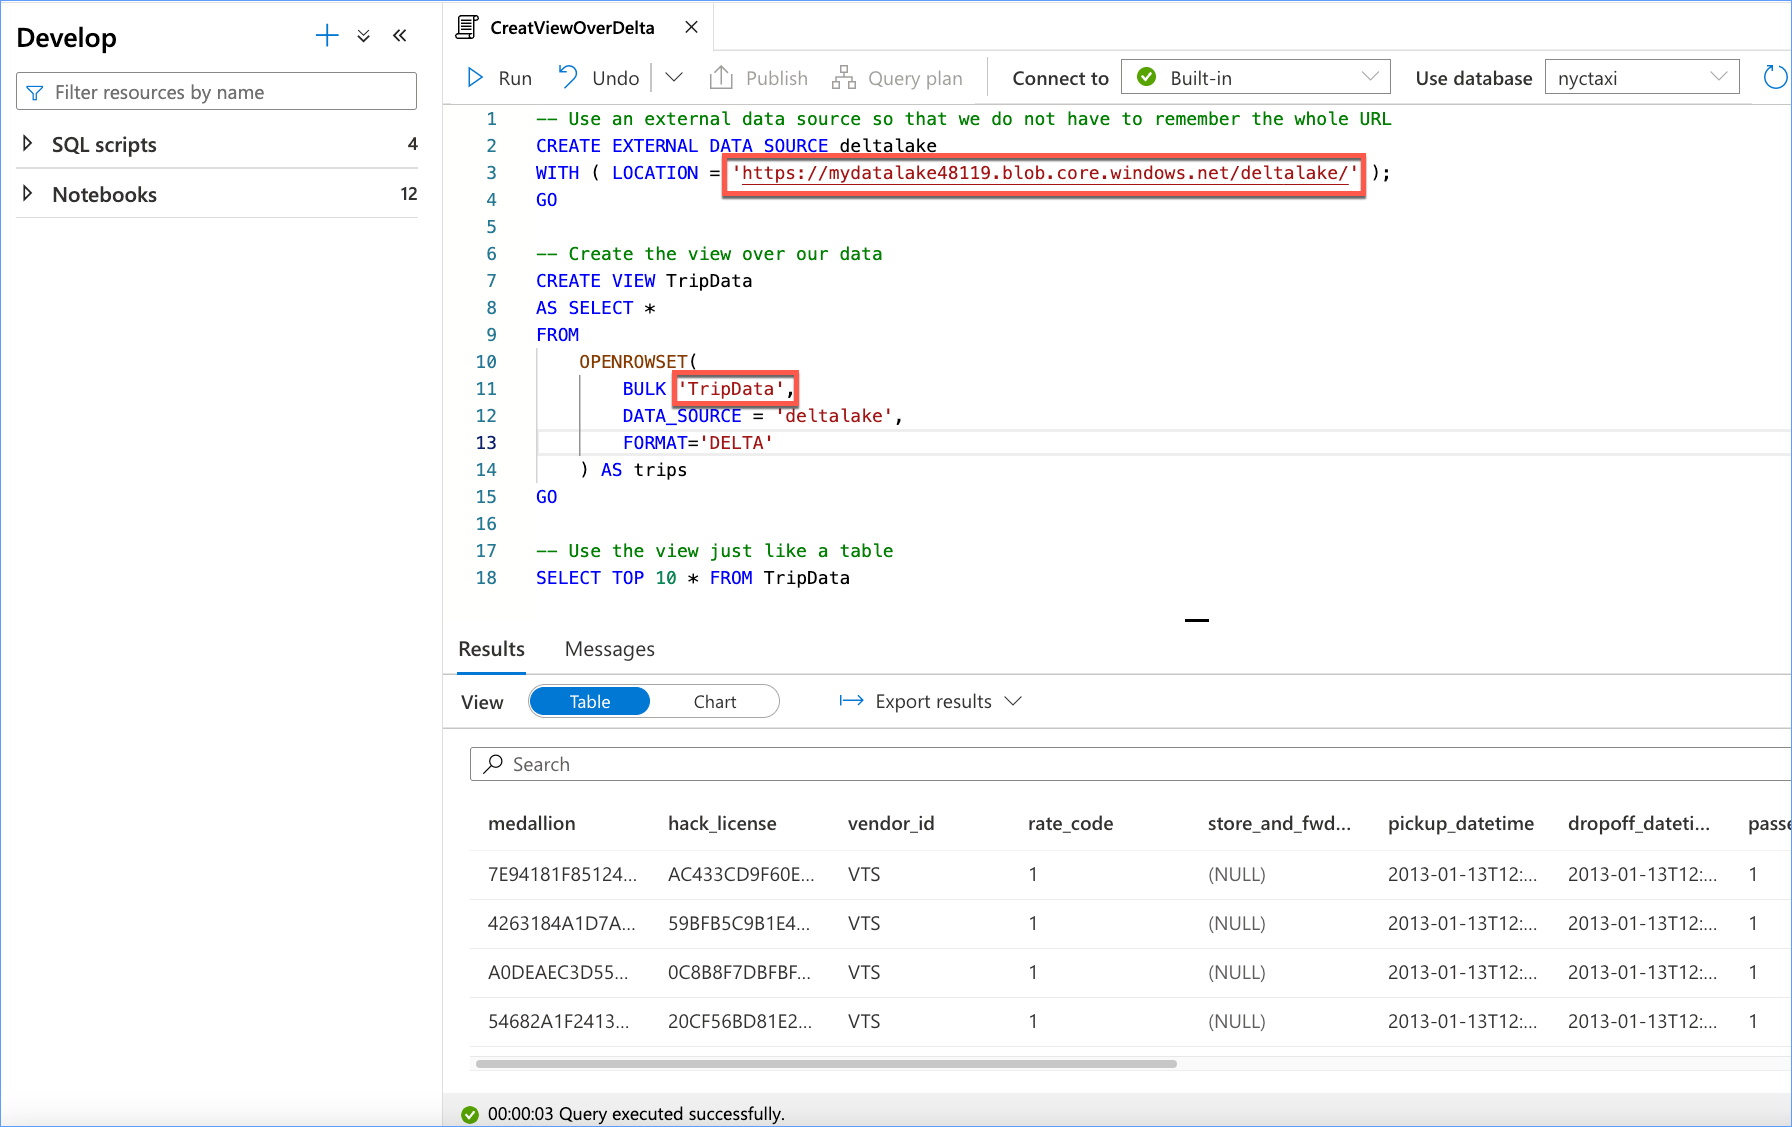 Develop
Filter resources by name
SQL scripts 4
Notebooks 12
CreatViewOverDelta
Run Undo Publish Query plan Connect to Built-in Use database nyctaxi
1 -- Use an external data source so that we do not have to remember the whole URL
2 CREATE EXTERNAL DATA SOURCE deltalake
3 WITH ( LOCATION = 'https://mydatalake48119.blob.core.windows.net/deltalake/' );
4 GO
5
6 -- Create the view over our data
7 CREATE VIEW TripData
8 AS SELECT *
9 FROM
10 OPENROWSET(
11 BULK 'TripData',
12 DATA_SOURCE = 'deltalake',
13 FORMAT='DELTA'
14 ) AS trips
15 GO
16
17 -- Use the view just like a table
18 SELECT TOP 10 * FROM TripData
Results Messages
View Table Chart Export results
Search
medallion hack_license vendor_id rate_code store_and_fwd... pickup_datetime dropoff_dateti... passe
7E94181F85124... AC433CD9F60E... VTS 1 (NULL) 2013-01-13T12:... 2013-01-13T12:... 1
4263184A1D7A... 59BFB5C9B1E4... VTS 1 (NULL) 2013-01-13T12:... 2013-01-13T12:... 1
A0DEAEC3D55... 0C8B8F7DBFBF... VTS 1 (NULL) 2013-01-13T12:... 2013-01-13T12:... 1
54682A1F2413... 20CF56BD81E2... VTS 1 (NULL) 2013-01-13T12:... 2013-01-13T12:... 1
00:00:03 Query executed successfully.